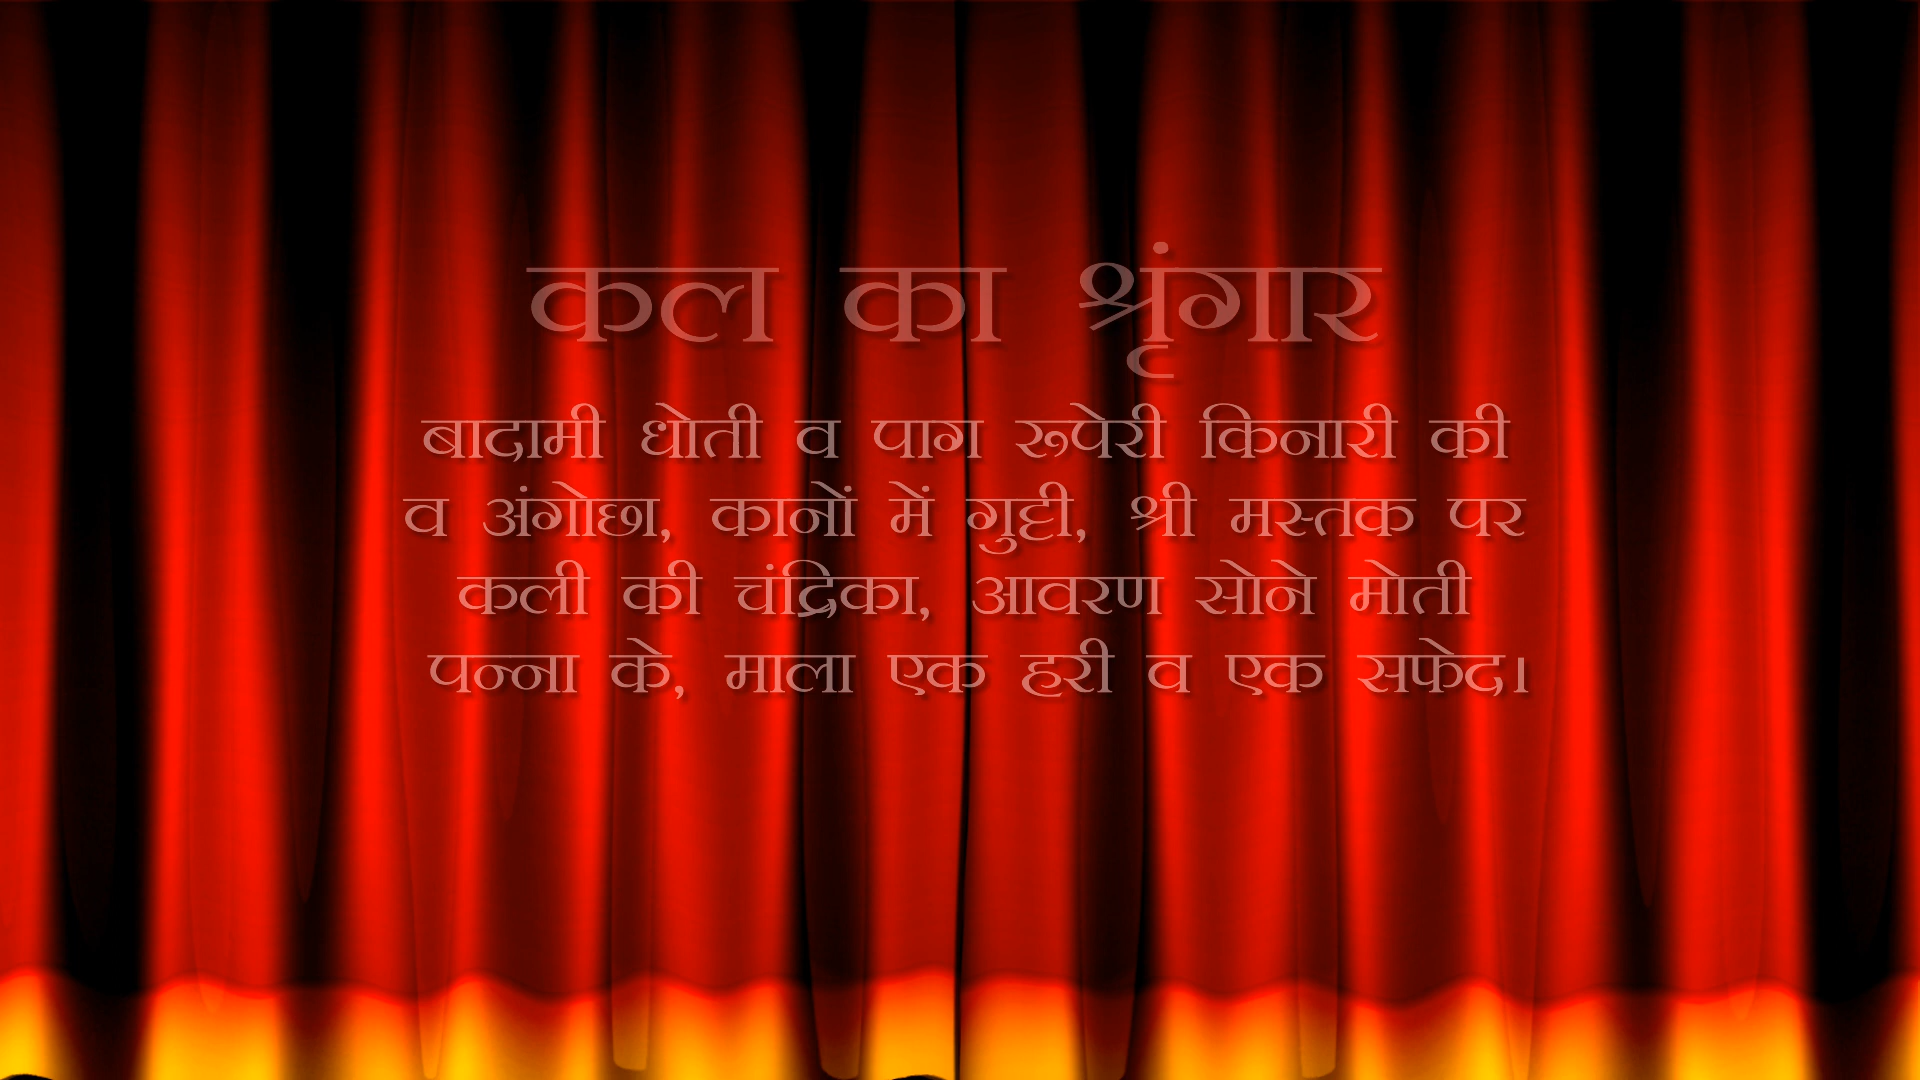 कल का श्रृंगार
बादामी धोती व पाग रुपेरी किनारी की
व अंगोछा, कानों में गुट्टी, श्री मस्तक पर
कली की चंद्रिका, आवरण सोने मोती
पन्ना के, माला एक हरी व एक सफेद।